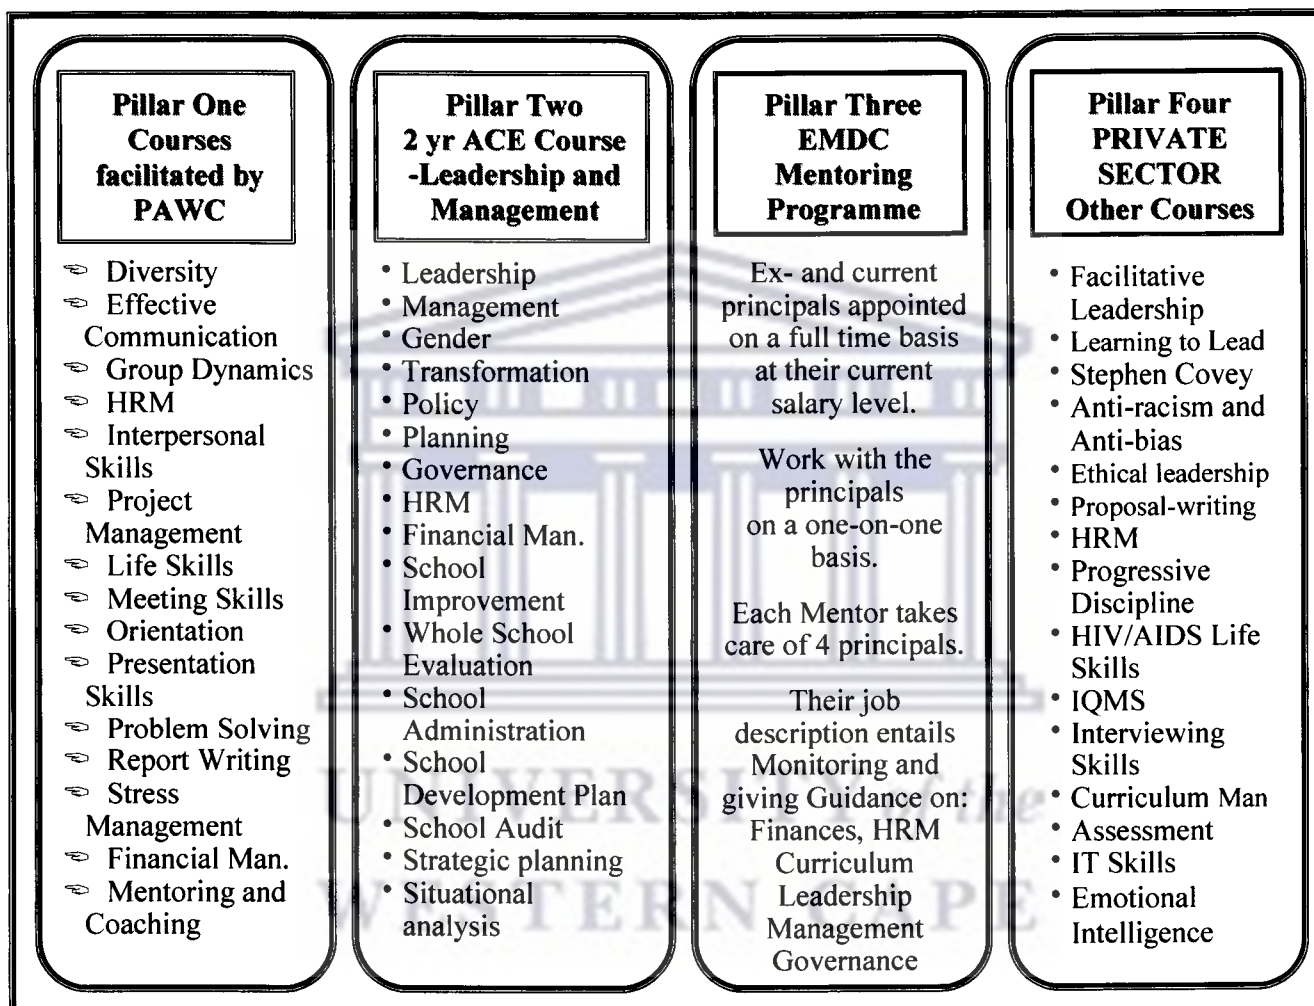 Pillar One
Courses
facilitated by
PAWC
Diversity
Effective
Communication
Group Dynamics
HRM
Interpersonal
Skills
Project
Management
Life Skills
Meeting Skills
Orientation
Presentation
Skills
Problem Solving
Report Writing
Stress
Management
Financial Man.
Mentoring and
Coaching
Pillar Two
2 yr ACE Course
-Leadership and
Management
• Leadership
• Management
• Gender
• Transformation
• Policy
• Planning
• Governance
• HRM
• Financial Man.
• School
Improvement
• Whole School
Evaluation
• School
Administration
• School
Development Plan
• School Audit
• Strategic planning
• Situational
analysis
Pillar Three
EMDC
Mentoring
Programme
Ex- and current
principals appointed
on a full time basis
at their current
salary level.
Work with the
principals
on a one-on-one
basis.
Each Mentor takes
care of 4 principals.
Their job
description entails
Monitoring and
giving Guidance on:
Finances, HRM
Curriculum
Leadership
Management
Governance
Pillar Four
PRIVATE
SECTOR
Other Courses
• Facilitative
Leadership
• Learning to Lead
• Stephen Covey
• Anti-racism and
Anti-bias
• Ethical leadership
• Proposal-writing
• HRM
• Progressive
Discipline
• HIV/AIDS Life
Skills
• IQMS
• Interviewing
Skills
• Curriculum Man
• Assessment
• IT Skills
• Emotional
Intelligence
UNIVERSITY of the
WESTERN CAPE